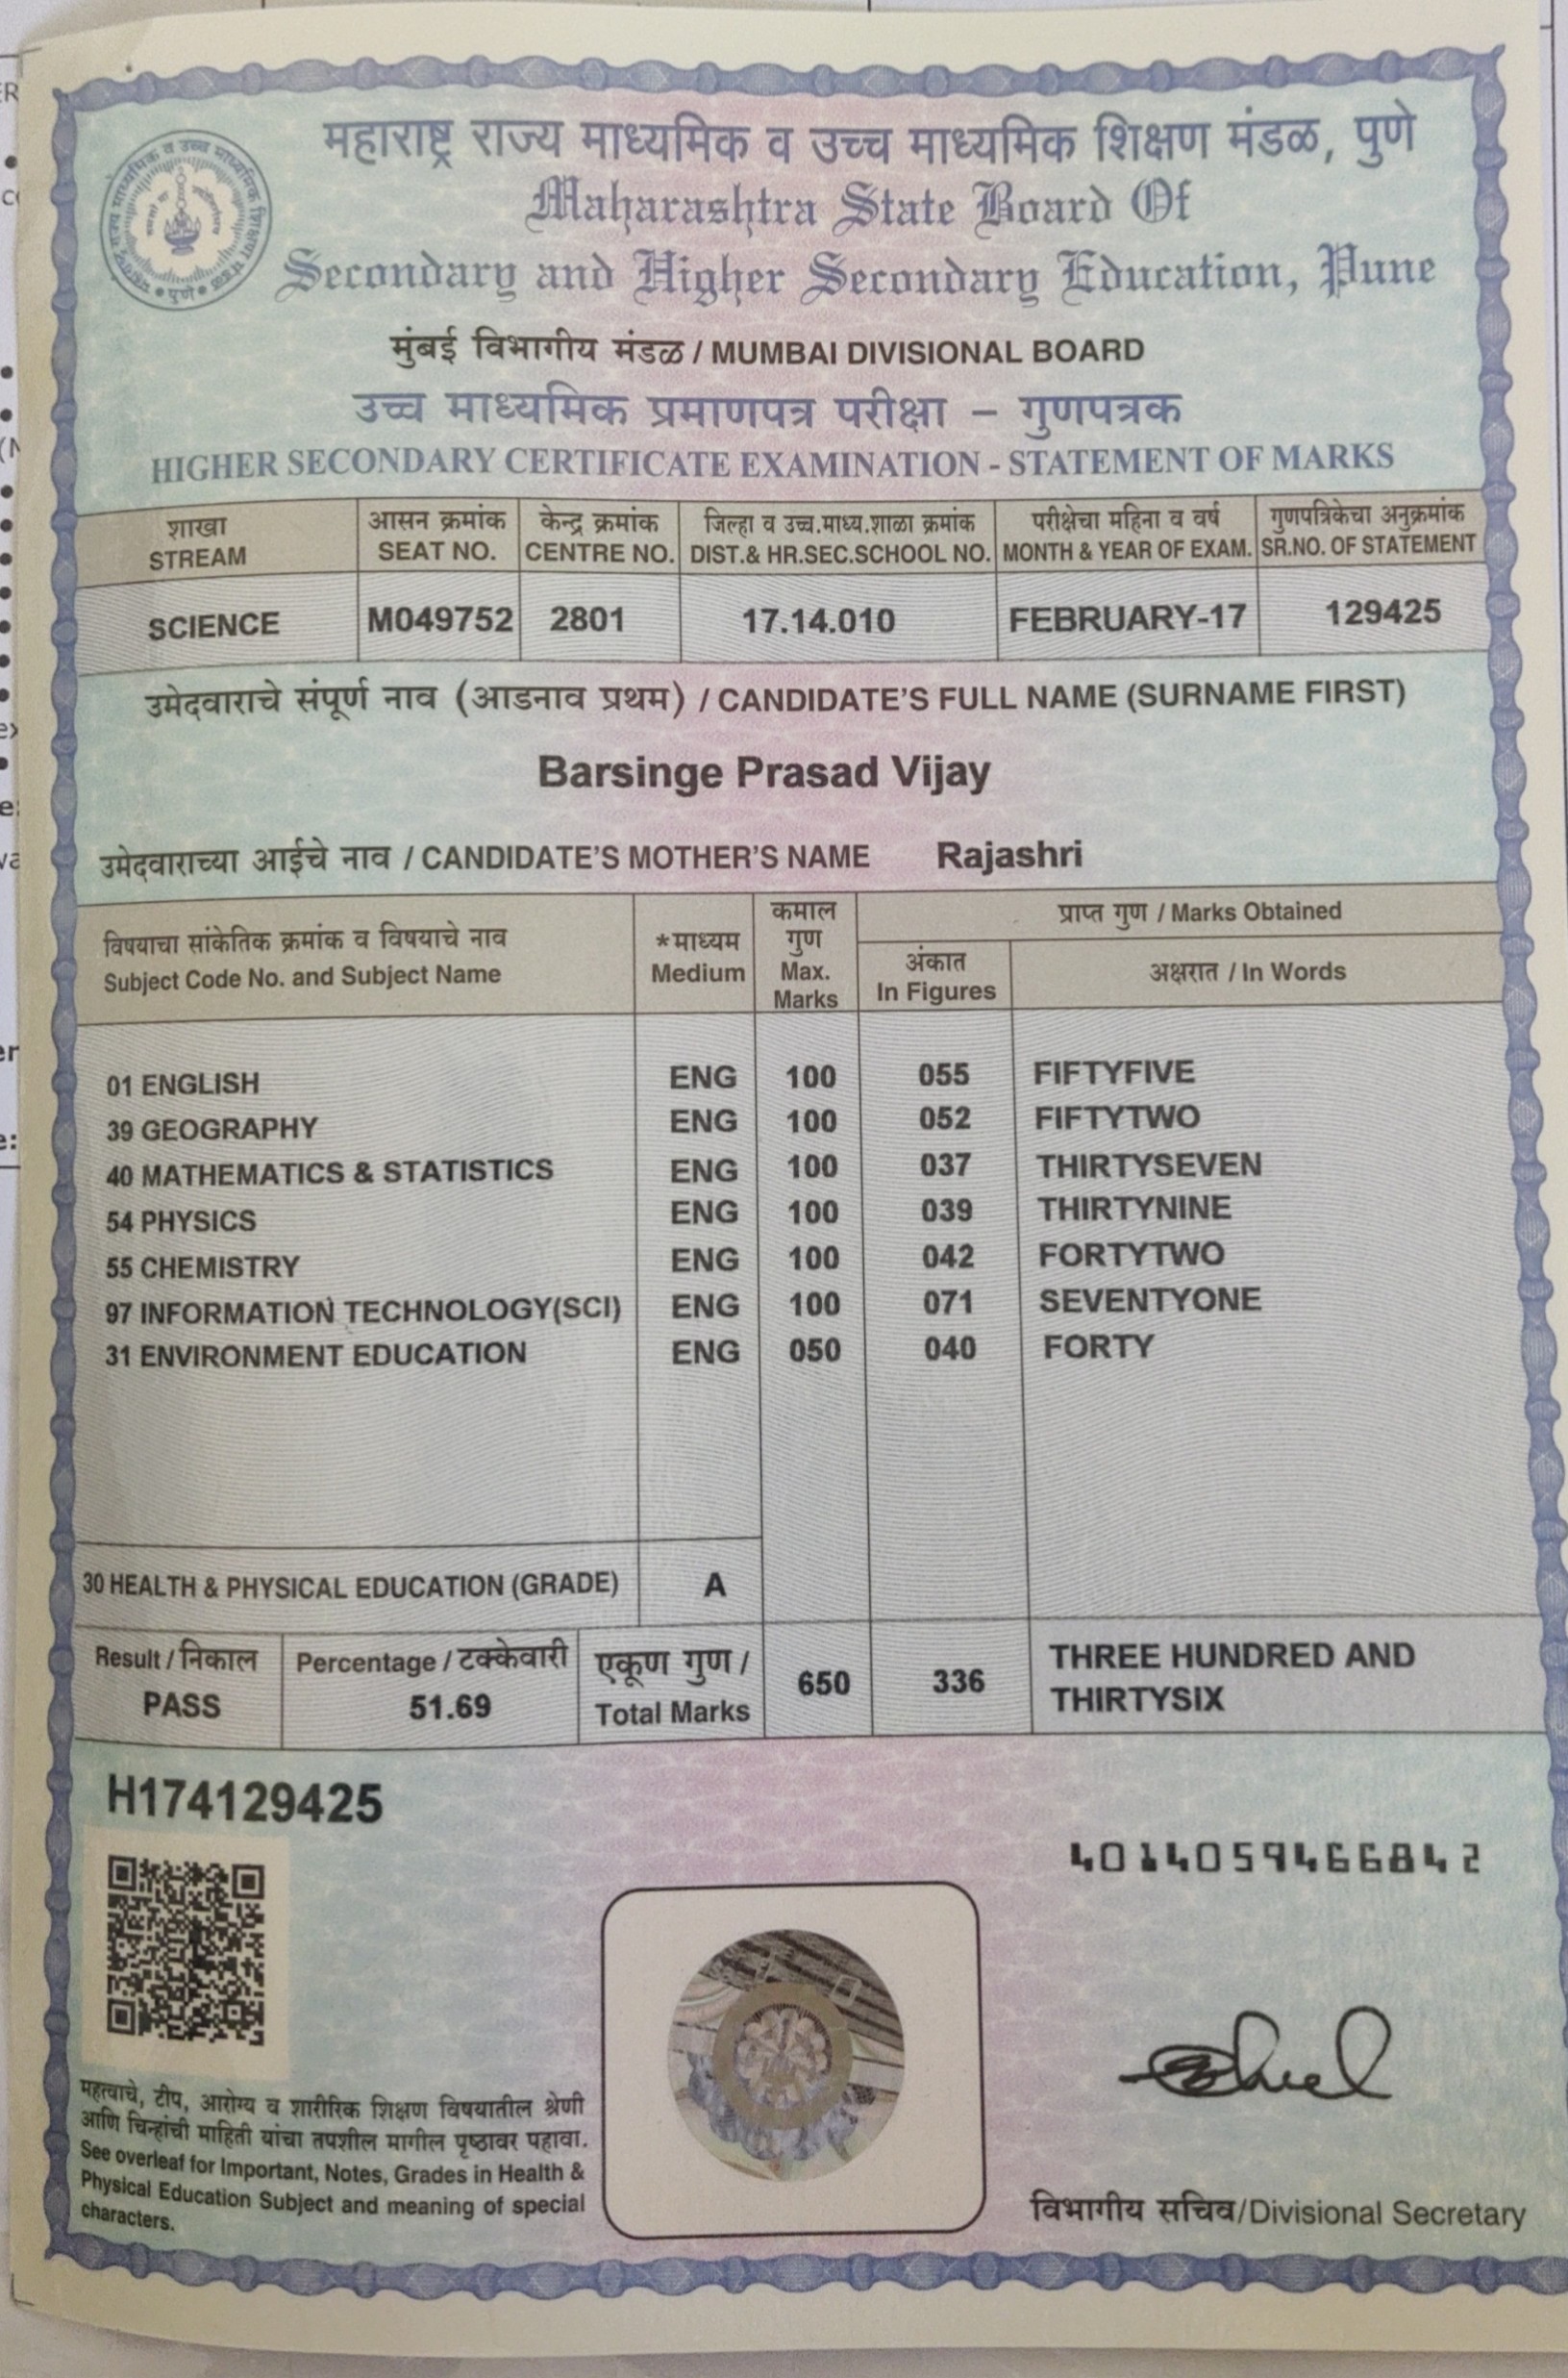 महाराष्ट्र राज्य माध्यमिक व उच्च माध्यमिक शिक्षण मंडळ, पुणे
Maharashtra State Board Of
Secondary and Higher Secondary Education, Pune
मुंबई विभागीय मंडळ / MUMBAI DIVISIONAL BOARD
उच्च माध्यमिक प्रमाणपत्र परीक्षा – गुणपत्रक
HIGHER SECONDARY CERTIFICATE EXAMINATION - STATEMENT OF MARKS
शाखा आसन क्रमांक केन्द्र क्रमांक जिल्हा व उच्च.माध्य.शाळा क्रमांक परीक्षेचा महिना व वर्ष गुणपत्रिकेचा अनुक्रमांक
STREAM SEAT NO. CENTRE NO. DIST.& HR.SEC.SCHOOL NO. MONTH & YEAR OF EXAM. SR.NO. OF STATEMENT
SCIENCE M049752 2801 17.14.010 FEBRUARY-17 129425
उमेदवाराचे संपूर्ण नाव (आडनाव प्रथम) / CANDIDATE'S FULL NAME (SURNAME FIRST)
Barsinge Prasad Vijay
उमेदवाराच्या आईचे नाव / CANDIDATE'S MOTHER'S NAME Rajashri
विषयाचा सांकेतिक क्रमांक व विषयाचे नाव
Subject Code No. and Subject Name
*माध्यम
Medium
कमाल
गुण
Max.
Marks
प्राप्त गुण / Marks Obtained
अंकात
In Figures
अक्षरात / In Words
01 ENGLISH ENG 100 055 FIFTYFIVE
39 GEOGRAPHY ENG 100 052 FIFTYTWO
40 MATHEMATICS & STATISTICS ENG 100 037 THIRTYSEVEN
54 PHYSICS ENG 100 039 THIRTYNINE
55 CHEMISTRY ENG 100 042 FORTYTWO
97 INFORMATION TECHNOLOGY(SCI) ENG 100 071 SEVENTYONE
31 ENVIRONMENT EDUCATION ENG 050 040 FORTY
30 HEALTH & PHYSICAL EDUCATION (GRADE) A
Result / निकाल
PASS
Percentage / टक्केवारी
51.69
एकूण गुण /
Total Marks
650
336
THREE HUNDRED AND
THIRTYSIX
H174129425
4014059466842
महत्वाचे, टीप, आरोग्य व शारीरिक शिक्षण विषयातील श्रेणी
आणि चिन्हांची माहिती यांचा तपशील मागील पृष्ठावर पहावा.
See overleaf for Important, Notes, Grades in Health &
Physical Education Subject and meaning of special
characters.
विभागीय सचिव/Divisional Secretary